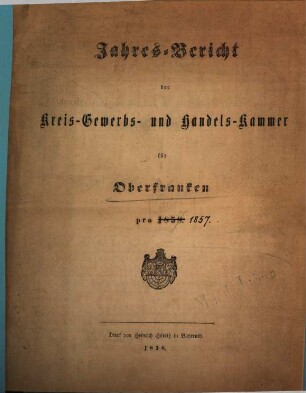 Jahres-Bericht
der
Kreis-Gewerbs- und Handels-Kammer
für
Oberfranken
pro 1858. 1857.
Druck von Heinrich Höreth in Bayreuth.
1858.